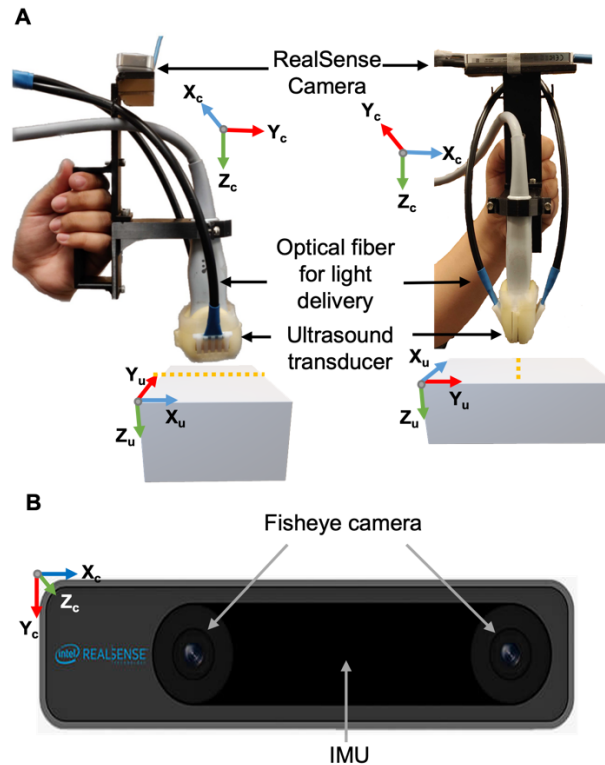 A
RealSense
Camera
Xc
Yc
Zc
Yc
Xc
Zc
Optical fiber
for light
delivery
Ultrasound
transducer
Yu
Xu
Zu
Xu
Yu
Zu
B
Fisheye camera
Xc
Zc
Yc
intel REALSENSE
IMU